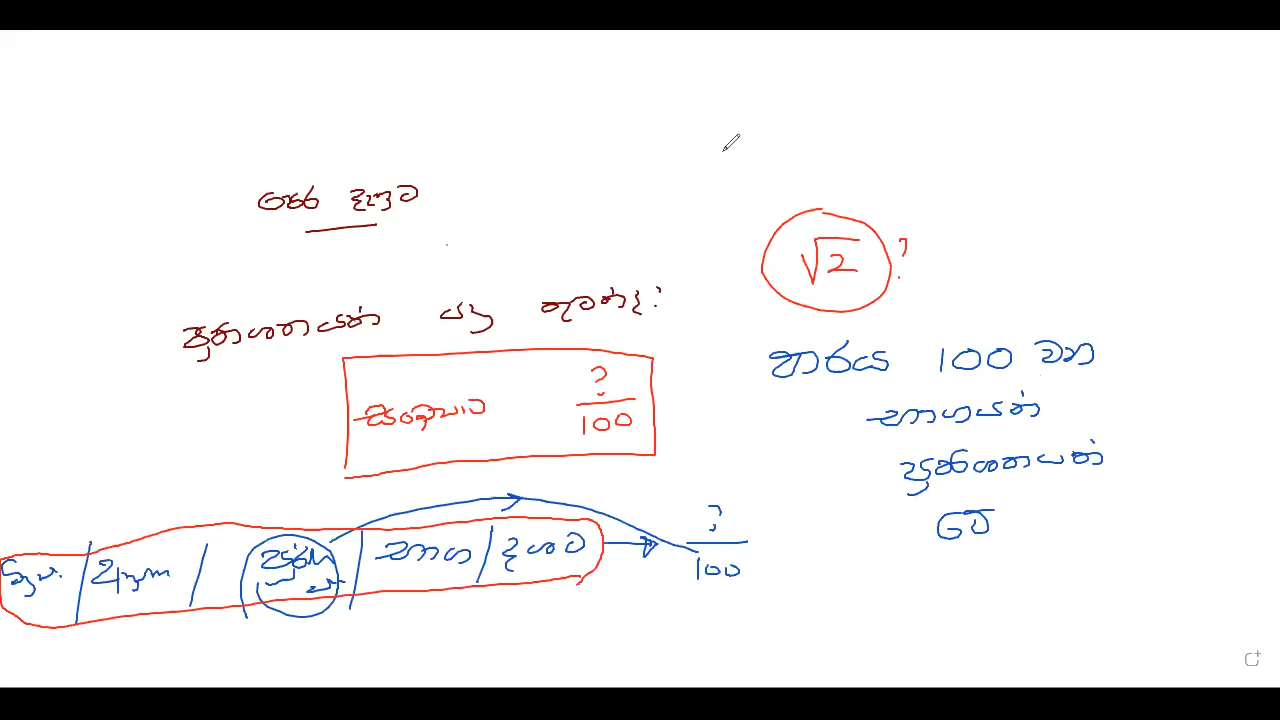 පෙර දැනුම
ප්‍රතිශතයක් යනු කුමක්ද?
සංඛ්‍යාව ?/100
√2 ?
හරය 100 වන
භාගයක්
ප්‍රතිශතයක්
වේ
පූර්ණ | භාග | දශම → ?/100